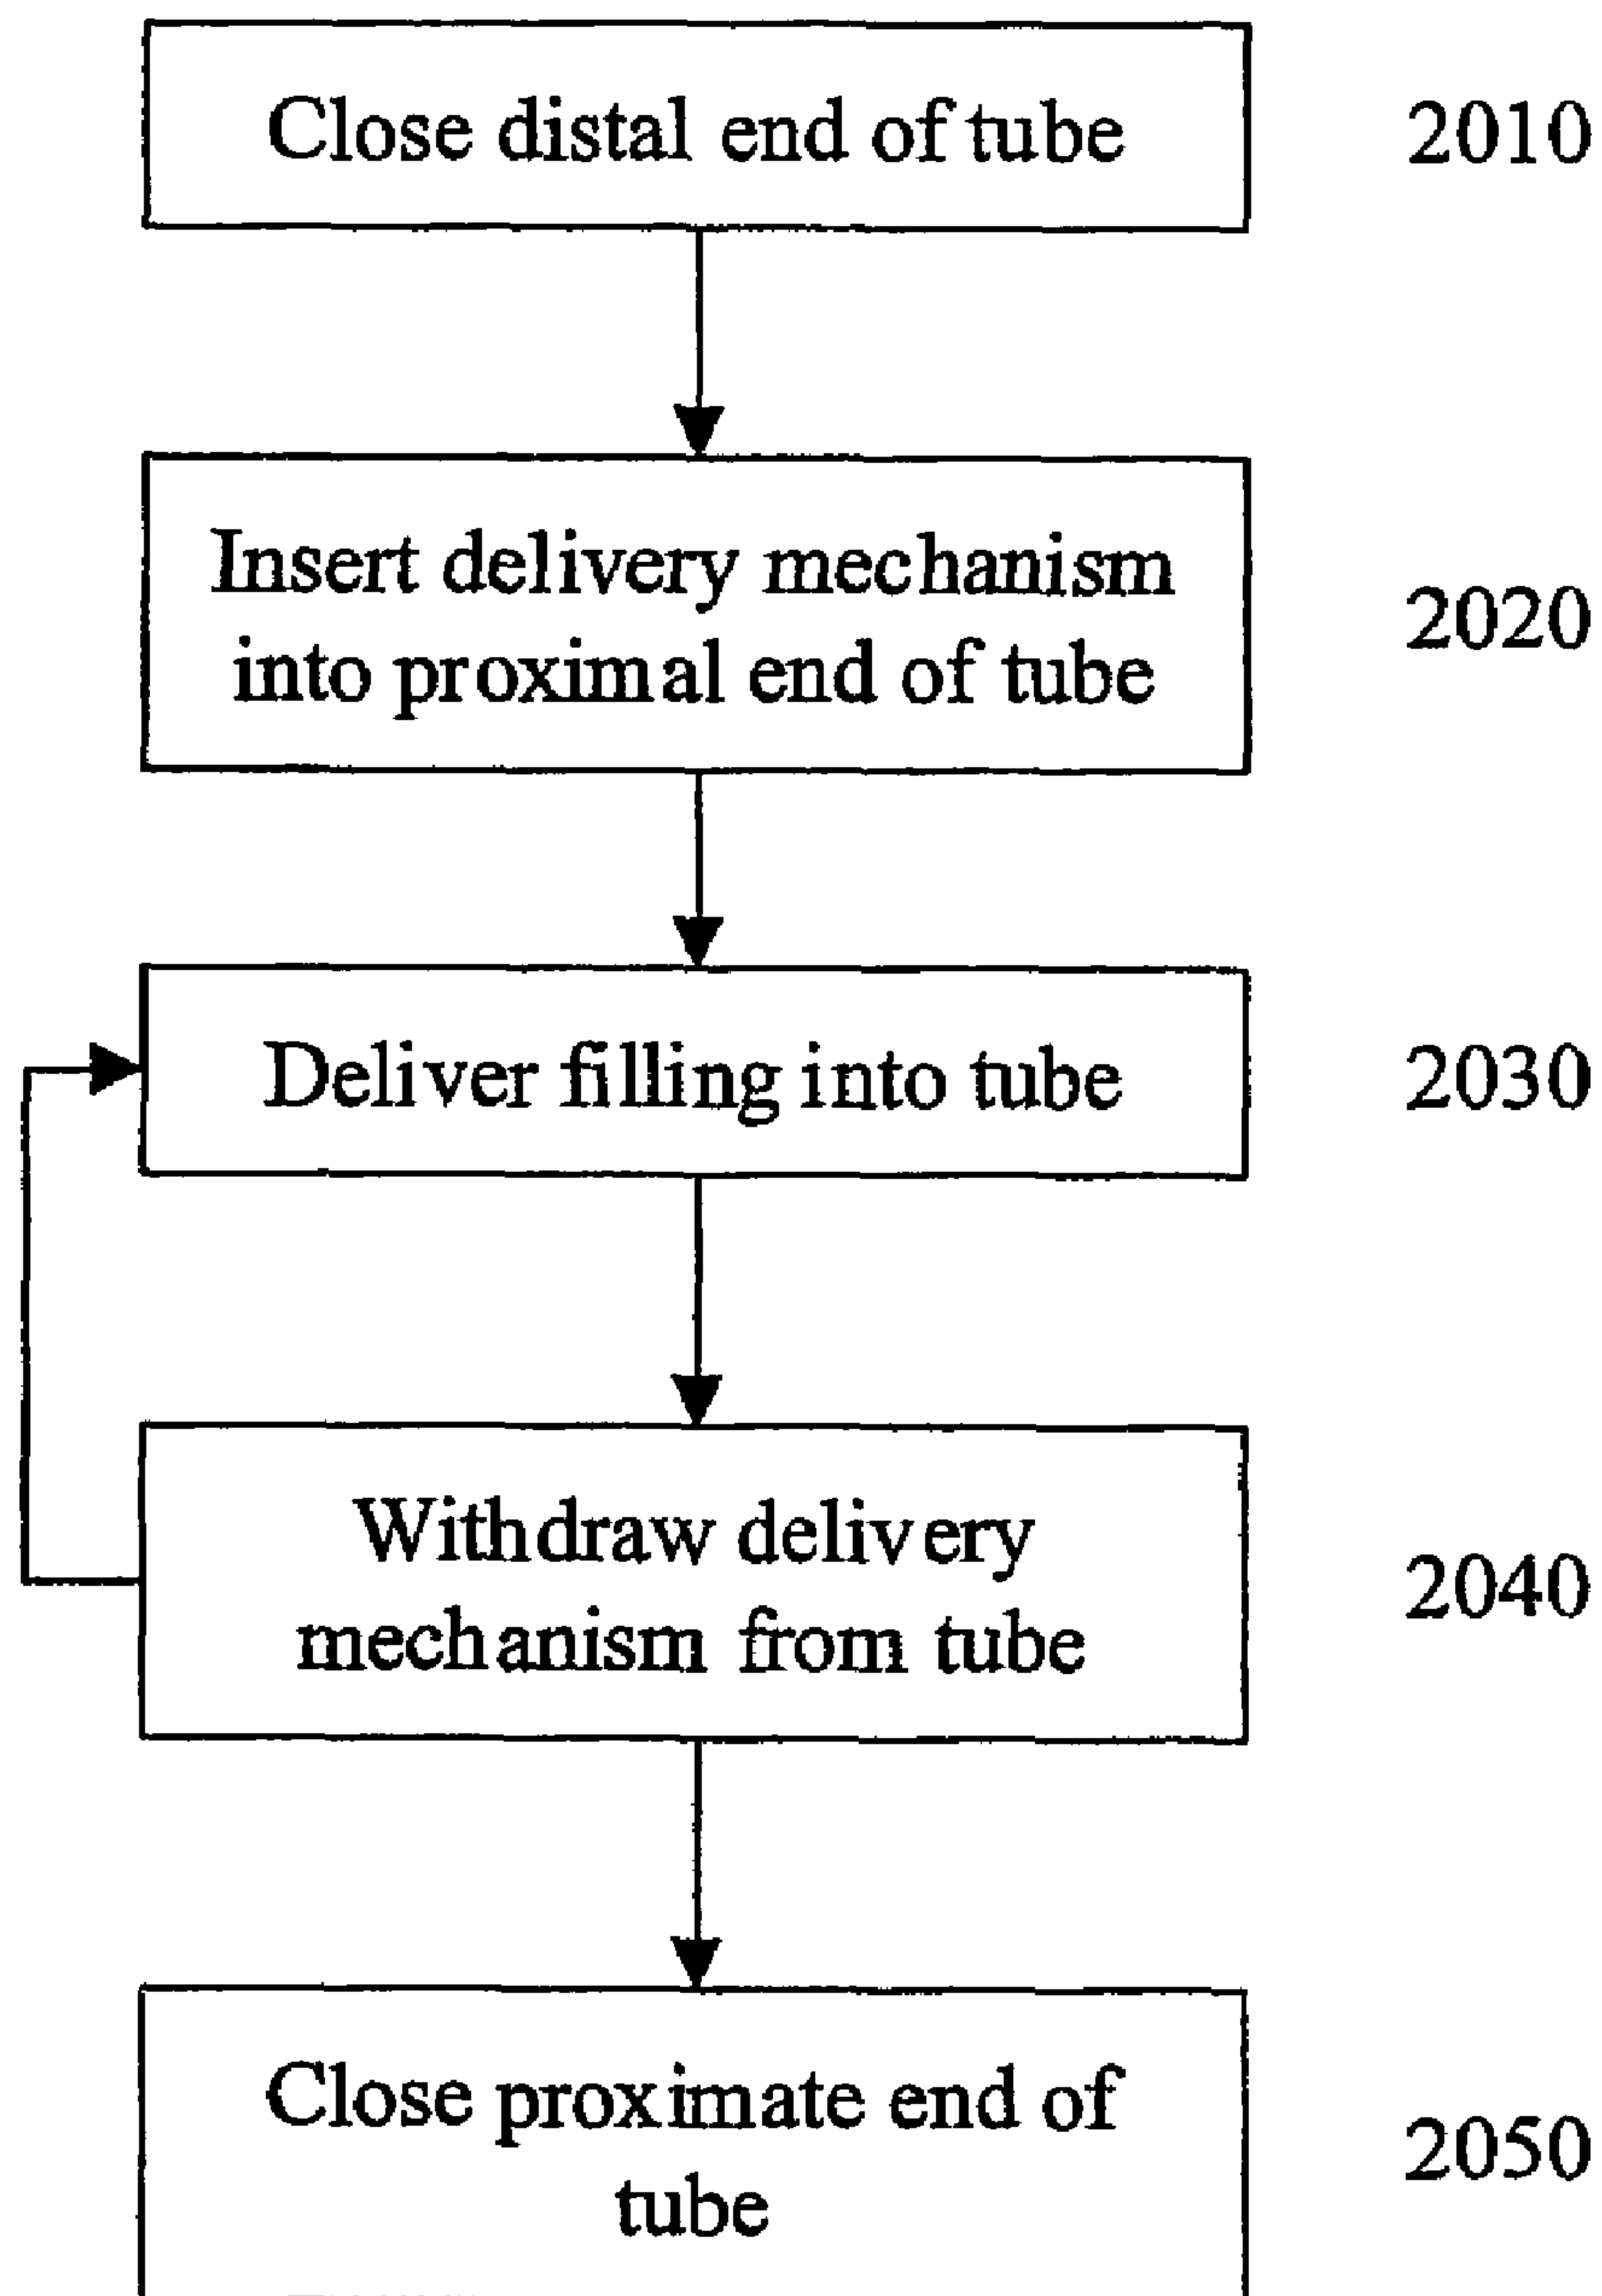 Close distal end of tube
2010
Insert delivery mechanism
into proximal end of tube
2020
Deliver filling into tube
2030
Withdraw delivery
mechanism from tube
2040
Close proximate end of
tube
2050